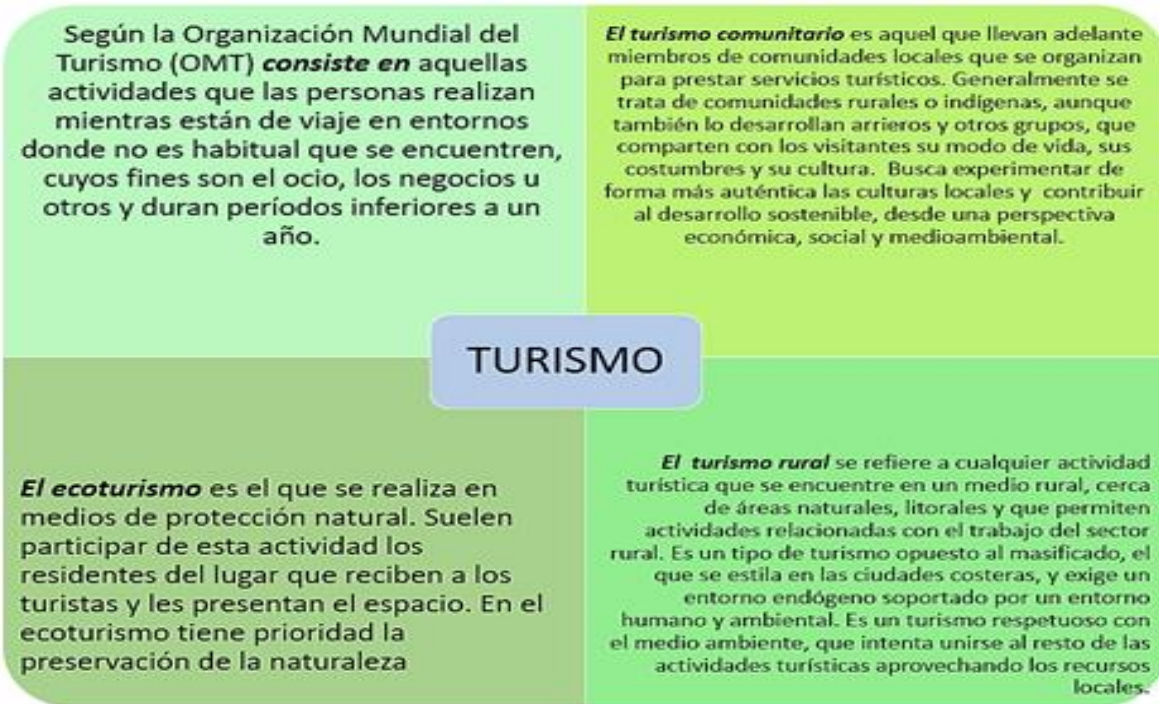 Según la Organización Mundial del
Turismo (OMT) consiste en aquellas
actividades que las personas realizan
mientras están de viaje en entornos
donde no es habitual que se encuentren,
cuyos fines son el ocio, los negocios u
otros y duran períodos inferiores a un
año.
El turismo comunitario es aquel que llevan adelante
miembros de comunidades locales que se organizan
para prestar servicios turísticos. Generalmente se
trata de comunidades rurales o indígenas, aunque
también lo desarrollan arrieros y otros grupos, que
comparten con los visitantes su modo de vida, sus
costumbres y su cultura. Busca experimentar de
forma más auténtica las culturas locales y contribuir
al desarrollo sostenible, desde una perspectiva
económica, social y medioambiental.
TURISMO
El ecoturismo es el que se realiza en
medios de protección natural. Suelen
participar de esta actividad los
residentes del lugar que reciben a los
turistas y les presentan el espacio. En el
ecoturismo tiene prioridad la
preservación de la naturaleza
El turismo rural se refiere a cualquier actividad
turística que se encuentre en un medio rural, cerca
de áreas naturales, litorales y que permiten
actividades relacionadas con el trabajo del sector
rural. Es un tipo de turismo opuesto al masificado, el
que se estila en las ciudades costeras, y exige un
entorno endógeno soportado por un entorno
humano y ambiental. Es un turismo respetuoso con
el medio ambiente, que intenta unirse al resto de las
actividades turísticas aprovechando los recursos
locales.